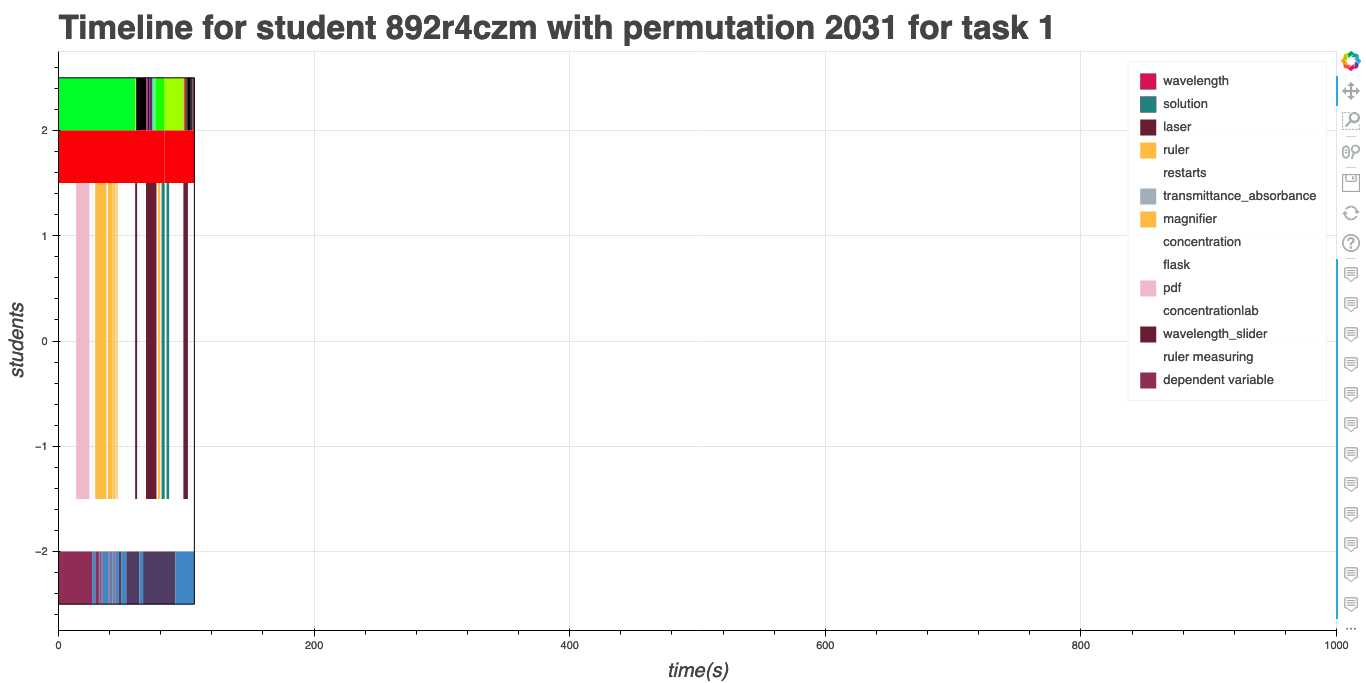 Timeline for student 892r4czm with permutation 2031 for task 1
students
2
1
0
−1
−2
0
200
400
600
800
1000
time(s)
wavelength
solution
laser
ruler
restarts
transmittance_absorbance
magnifier
concentration
flask
pdf
concentrationlab
wavelength_slider
ruler measuring
dependent variable